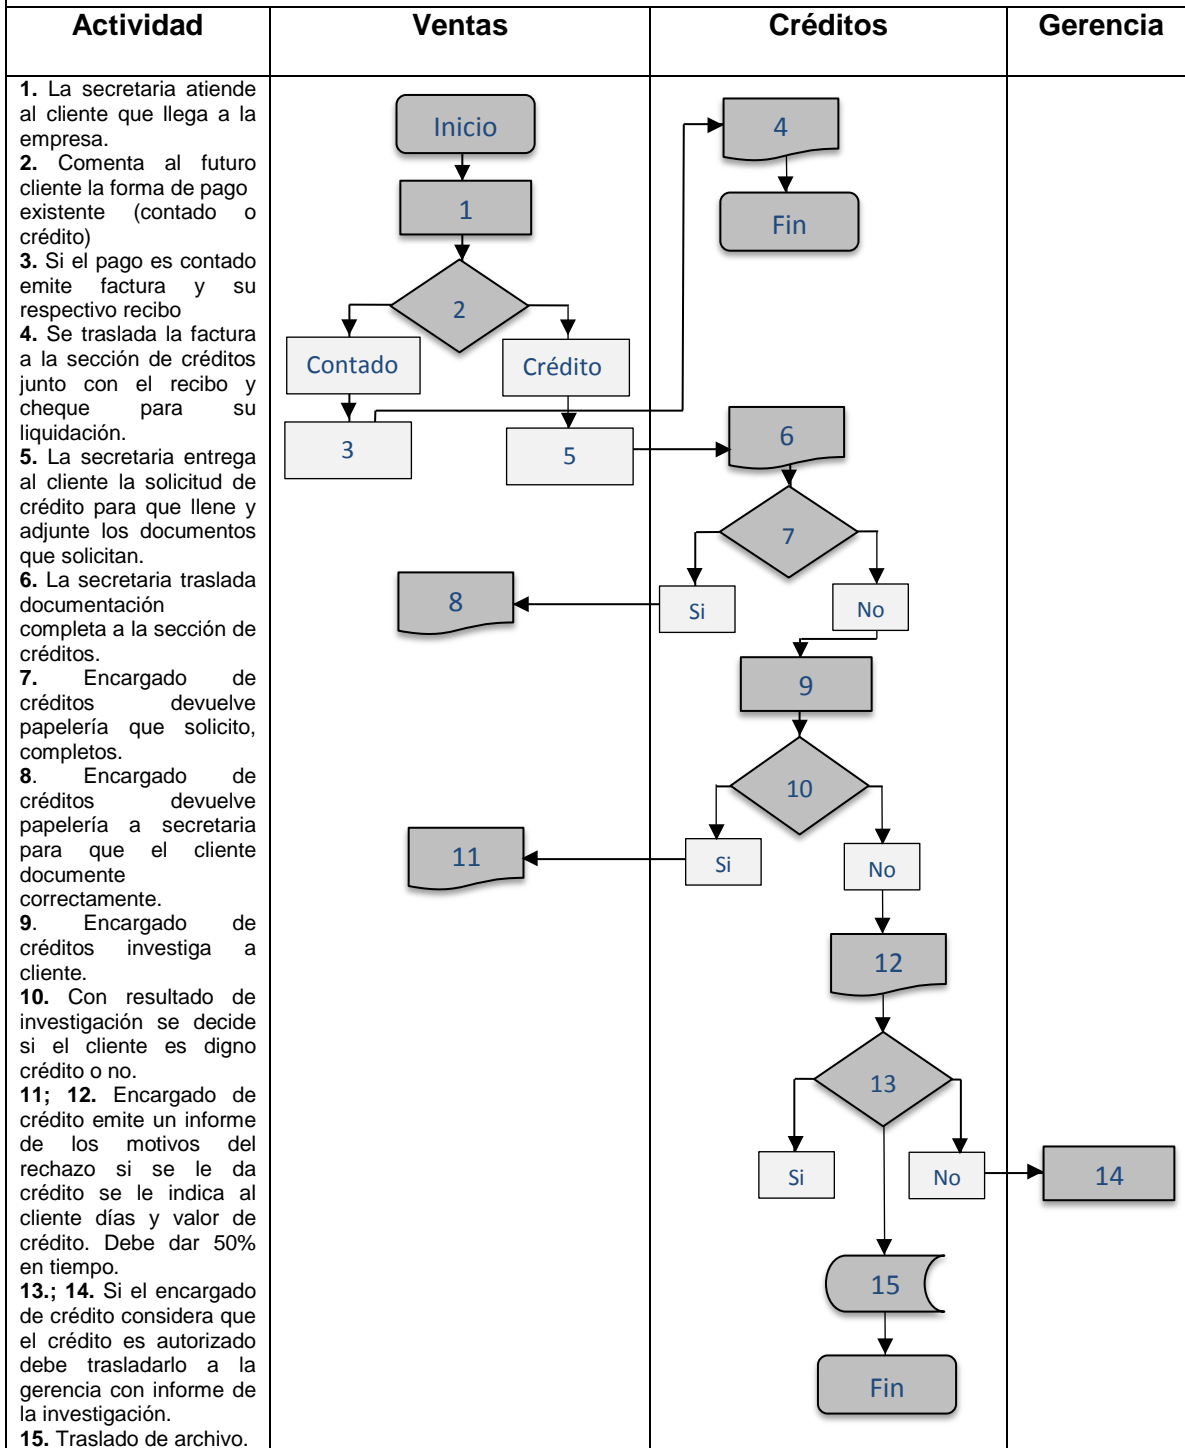 Actividad
Ventas
Créditos
Gerencia
1. La secretaria atiende
al cliente que llega a la
empresa.
2. Comenta al futuro
cliente la forma de pago
existente (contado o
crédito)
3. Si el pago es contado
emite factura y su
respectivo recibo
4. Se traslada la factura
a la sección de créditos
junto con el recibo y
cheque para su
liquidación.
5. La secretaria entrega
al cliente la solicitud de
crédito para que llene y
adjunte los documentos
que solicitan.
6. La secretaria traslada
documentación
completa a la sección de
créditos.
7. Encargado de
créditos devuelve
papelería que solicito,
completos.
8. Encargado de
créditos devuelve
papelería a secretaria
para que el cliente
documente
correctamente.
9. Encargado de
créditos investiga a
cliente.
10. Con resultado de
investigación se decide
si el cliente es digno
crédito o no.
11; 12. Encargado de
crédito emite un informe
de los motivos del
rechazo si se le da
crédito se le indica al
cliente días y valor de
crédito. Debe dar 50%
en tiempo.
13.; 14. Si el encargado
de crédito considera que
el crédito es autorizado
debe trasladarlo a la
gerencia con informe de
la investigación.
15. Traslado de archivo.
Inicio
1
2
Contado
Crédito
3
5
4
Fin
6
7
Si
No
8
9
10
Si
No
11
12
13
Si
No
14
15
Fin